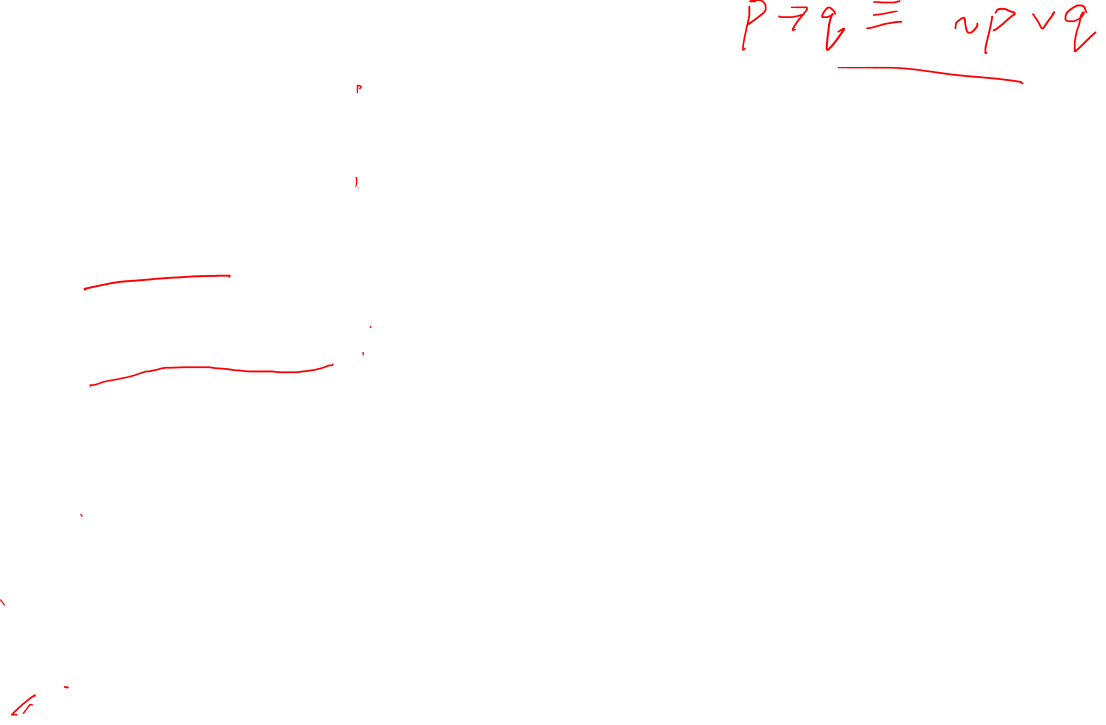 p → q ≡ ~p ∨ q